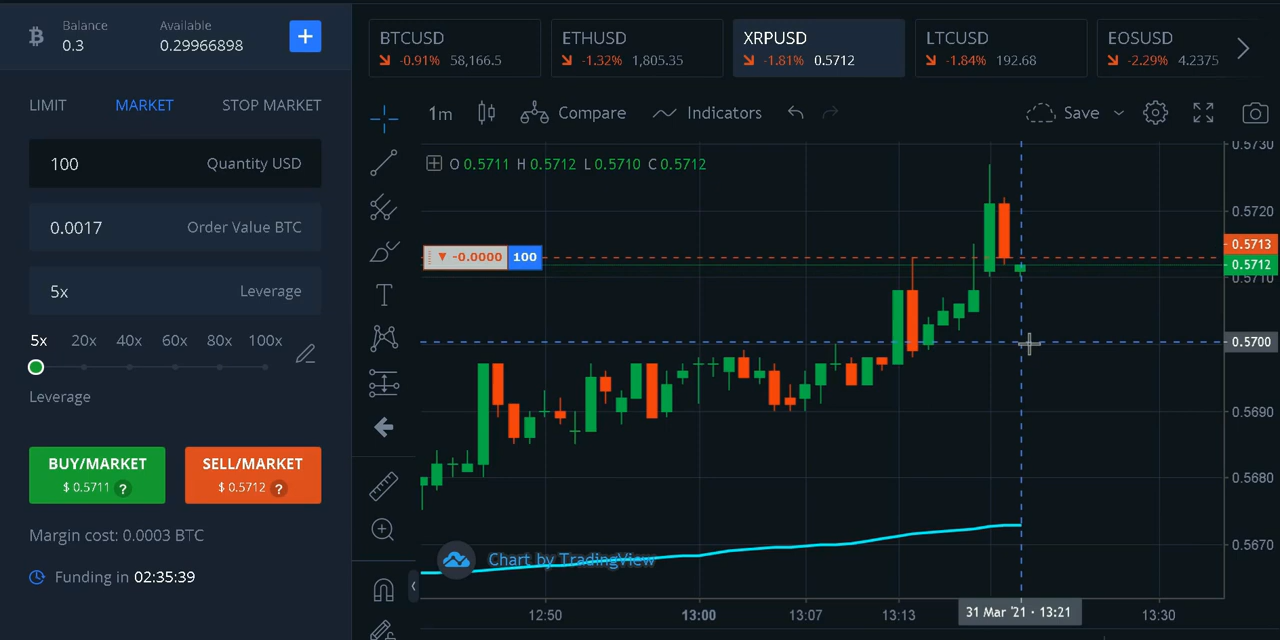 Balance
0.3
Available
0.29966898
+
LIMIT MARKET STOP MARKET
100 Quantity USD
0.0017 Order Value BTC
5x Leverage
5x 20x 40x 60x 80x 100x
Leverage
BUY/MARKET
$ 0.5711 ?
SELL/MARKET
$ 0.5712 ?
Margin cost: 0.0003 BTC
Funding in 02:35:39
BTCUSD
-0.91% 58,166.5
ETHUSD
-1.32% 1,805.35
XRPUSD
-1.81% 0.5712
LTCUSD
-1.84% 192.68
EOSUSD
-2.29% 4.2375
1m Compare Indicators Save
O 0.5711 H 0.5712 L 0.5710 C 0.5712
T
-0.0000 100
0.5730
0.5720
0.5713
0.5712
0.5710
0.5700
0.5690
0.5680
0.5670
Chart by TradingView
12:50 13:00 13:07 13:13 31 Mar '21 · 13:21 13:30